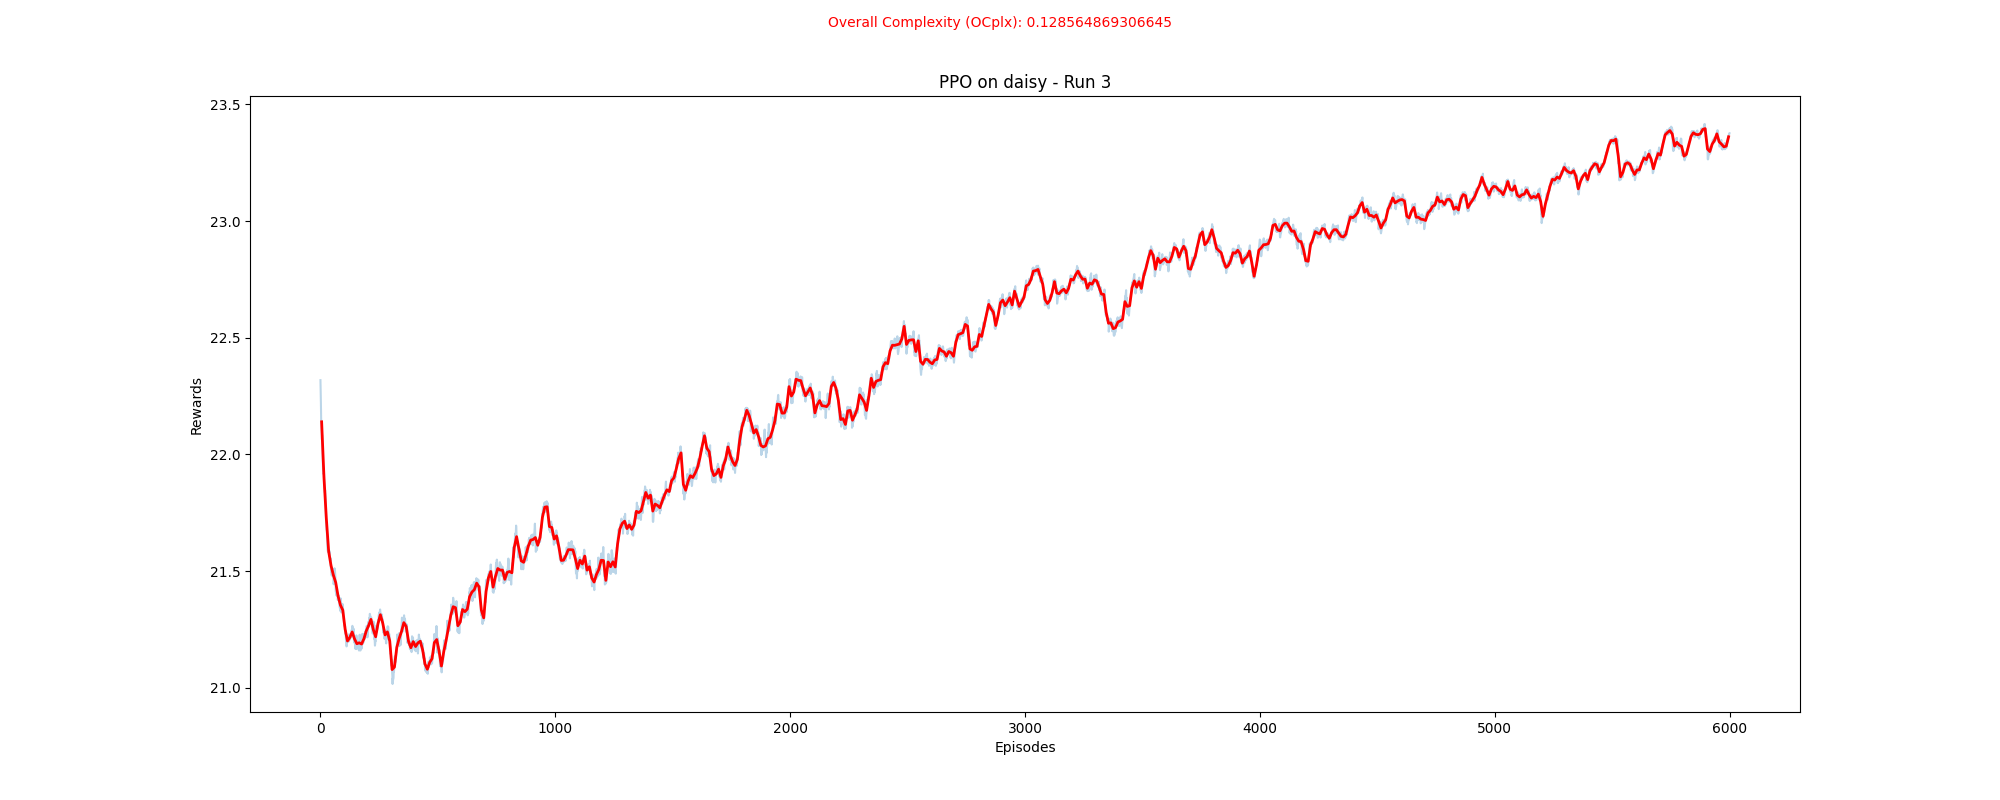 Overall Complexity (OCplx): 0.128564869306645
PPO on daisy - Run 3
23.5
23.0
22.5
22.0
21.5
21.0
Rewards
0 1000 2000 3000 4000 5000 6000
Episodes